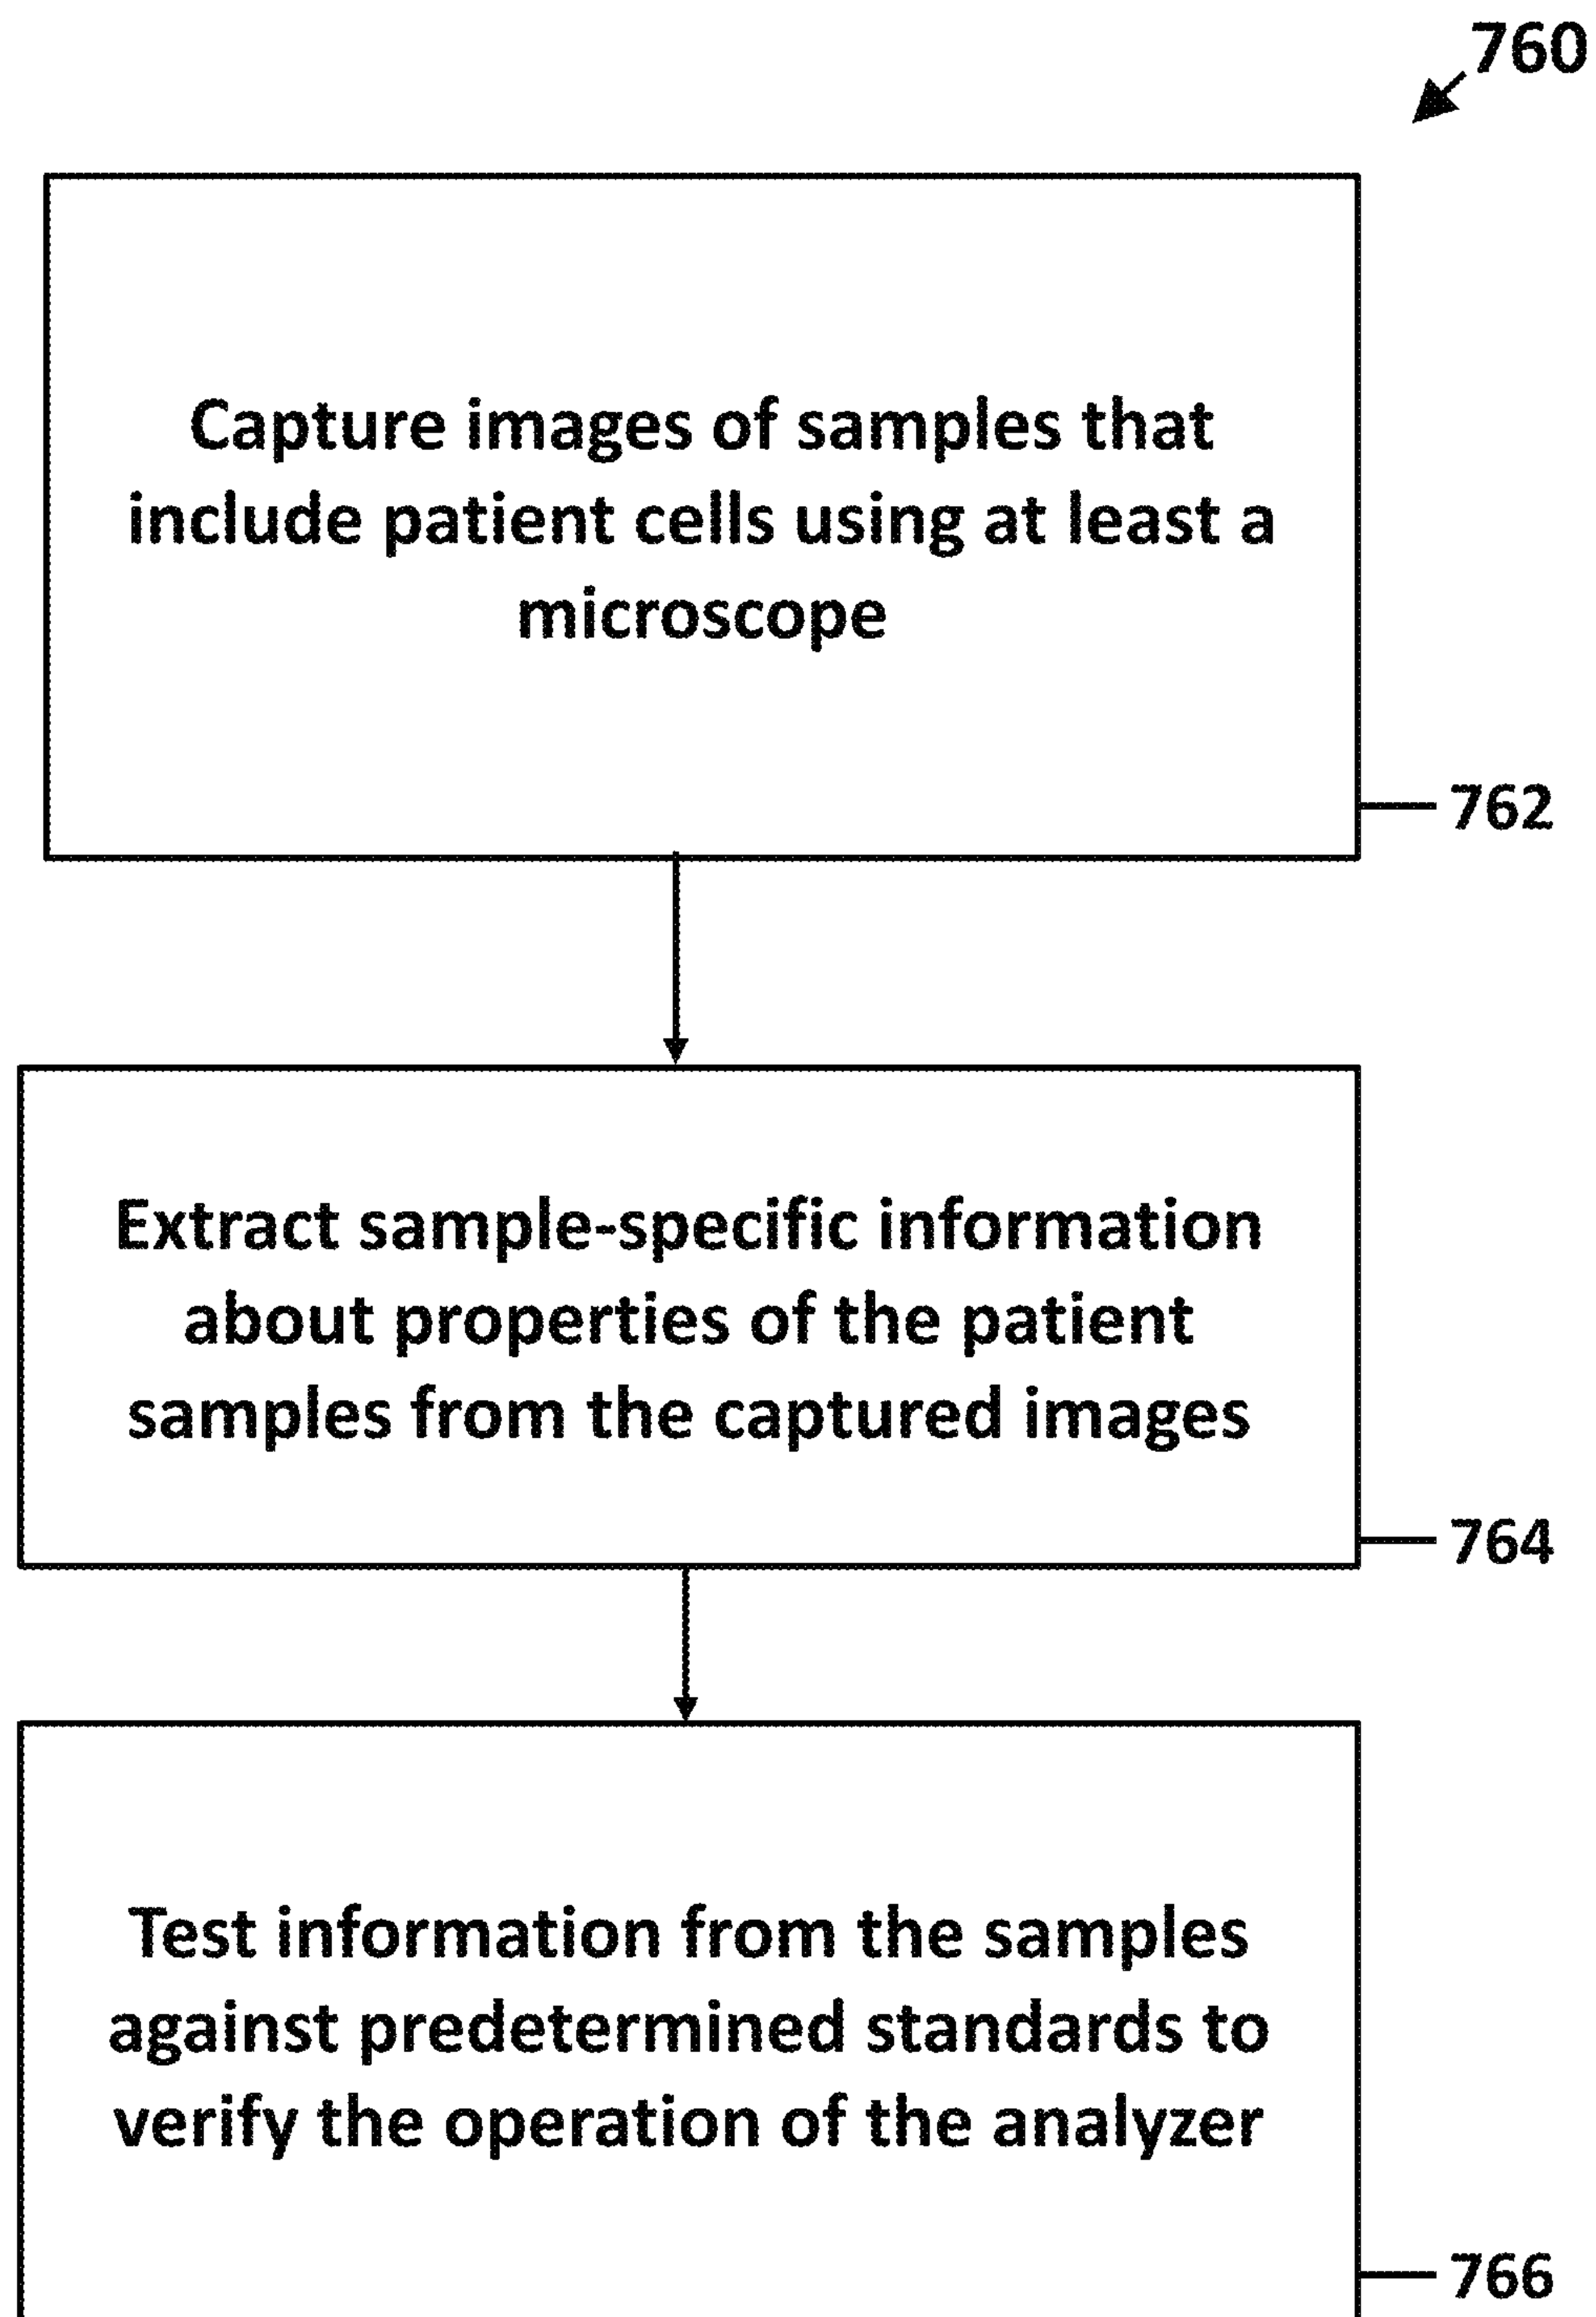 760
Capture images of samples that
include patient cells using at least a
microscope
762
Extract sample-specific information
about properties of the patient
samples from the captured images
764
Test information from the samples
against predetermined standards to
verify the operation of the analyzer
766